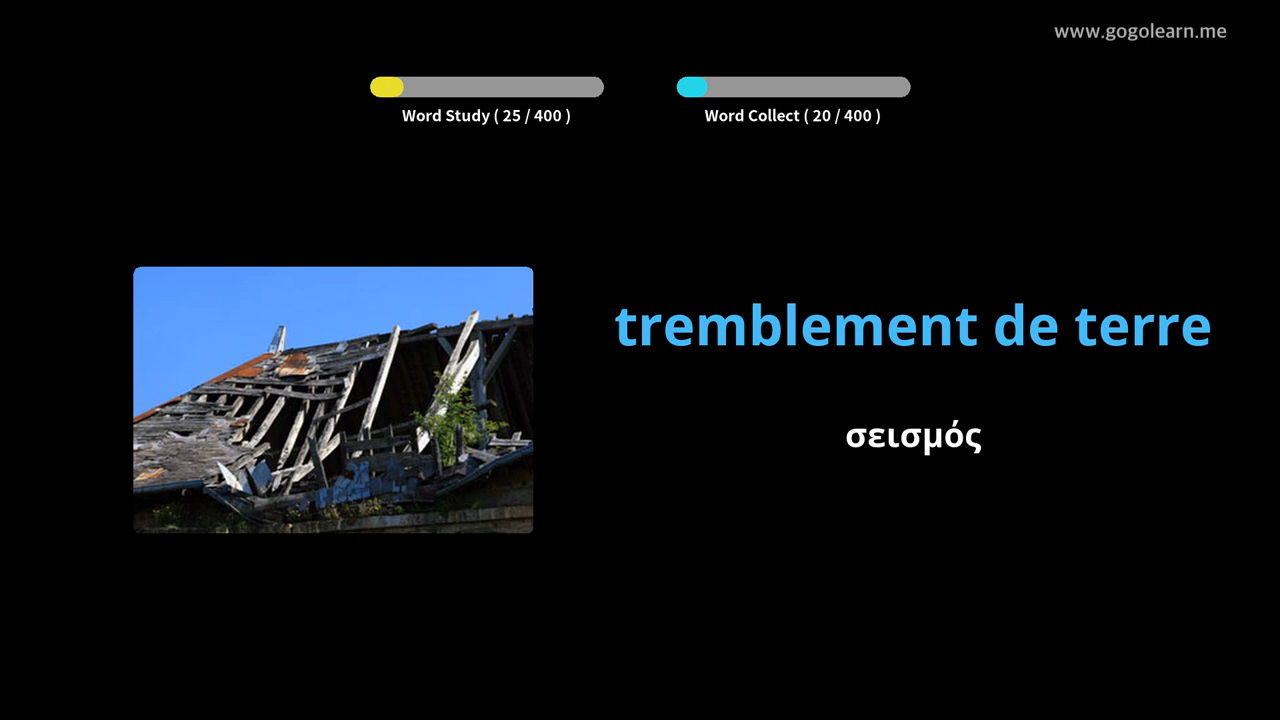 www.gogolearn.me
Word Study ( 25 / 400 )
Word Collect ( 20 / 400 )
tremblement de terre
σεισμός